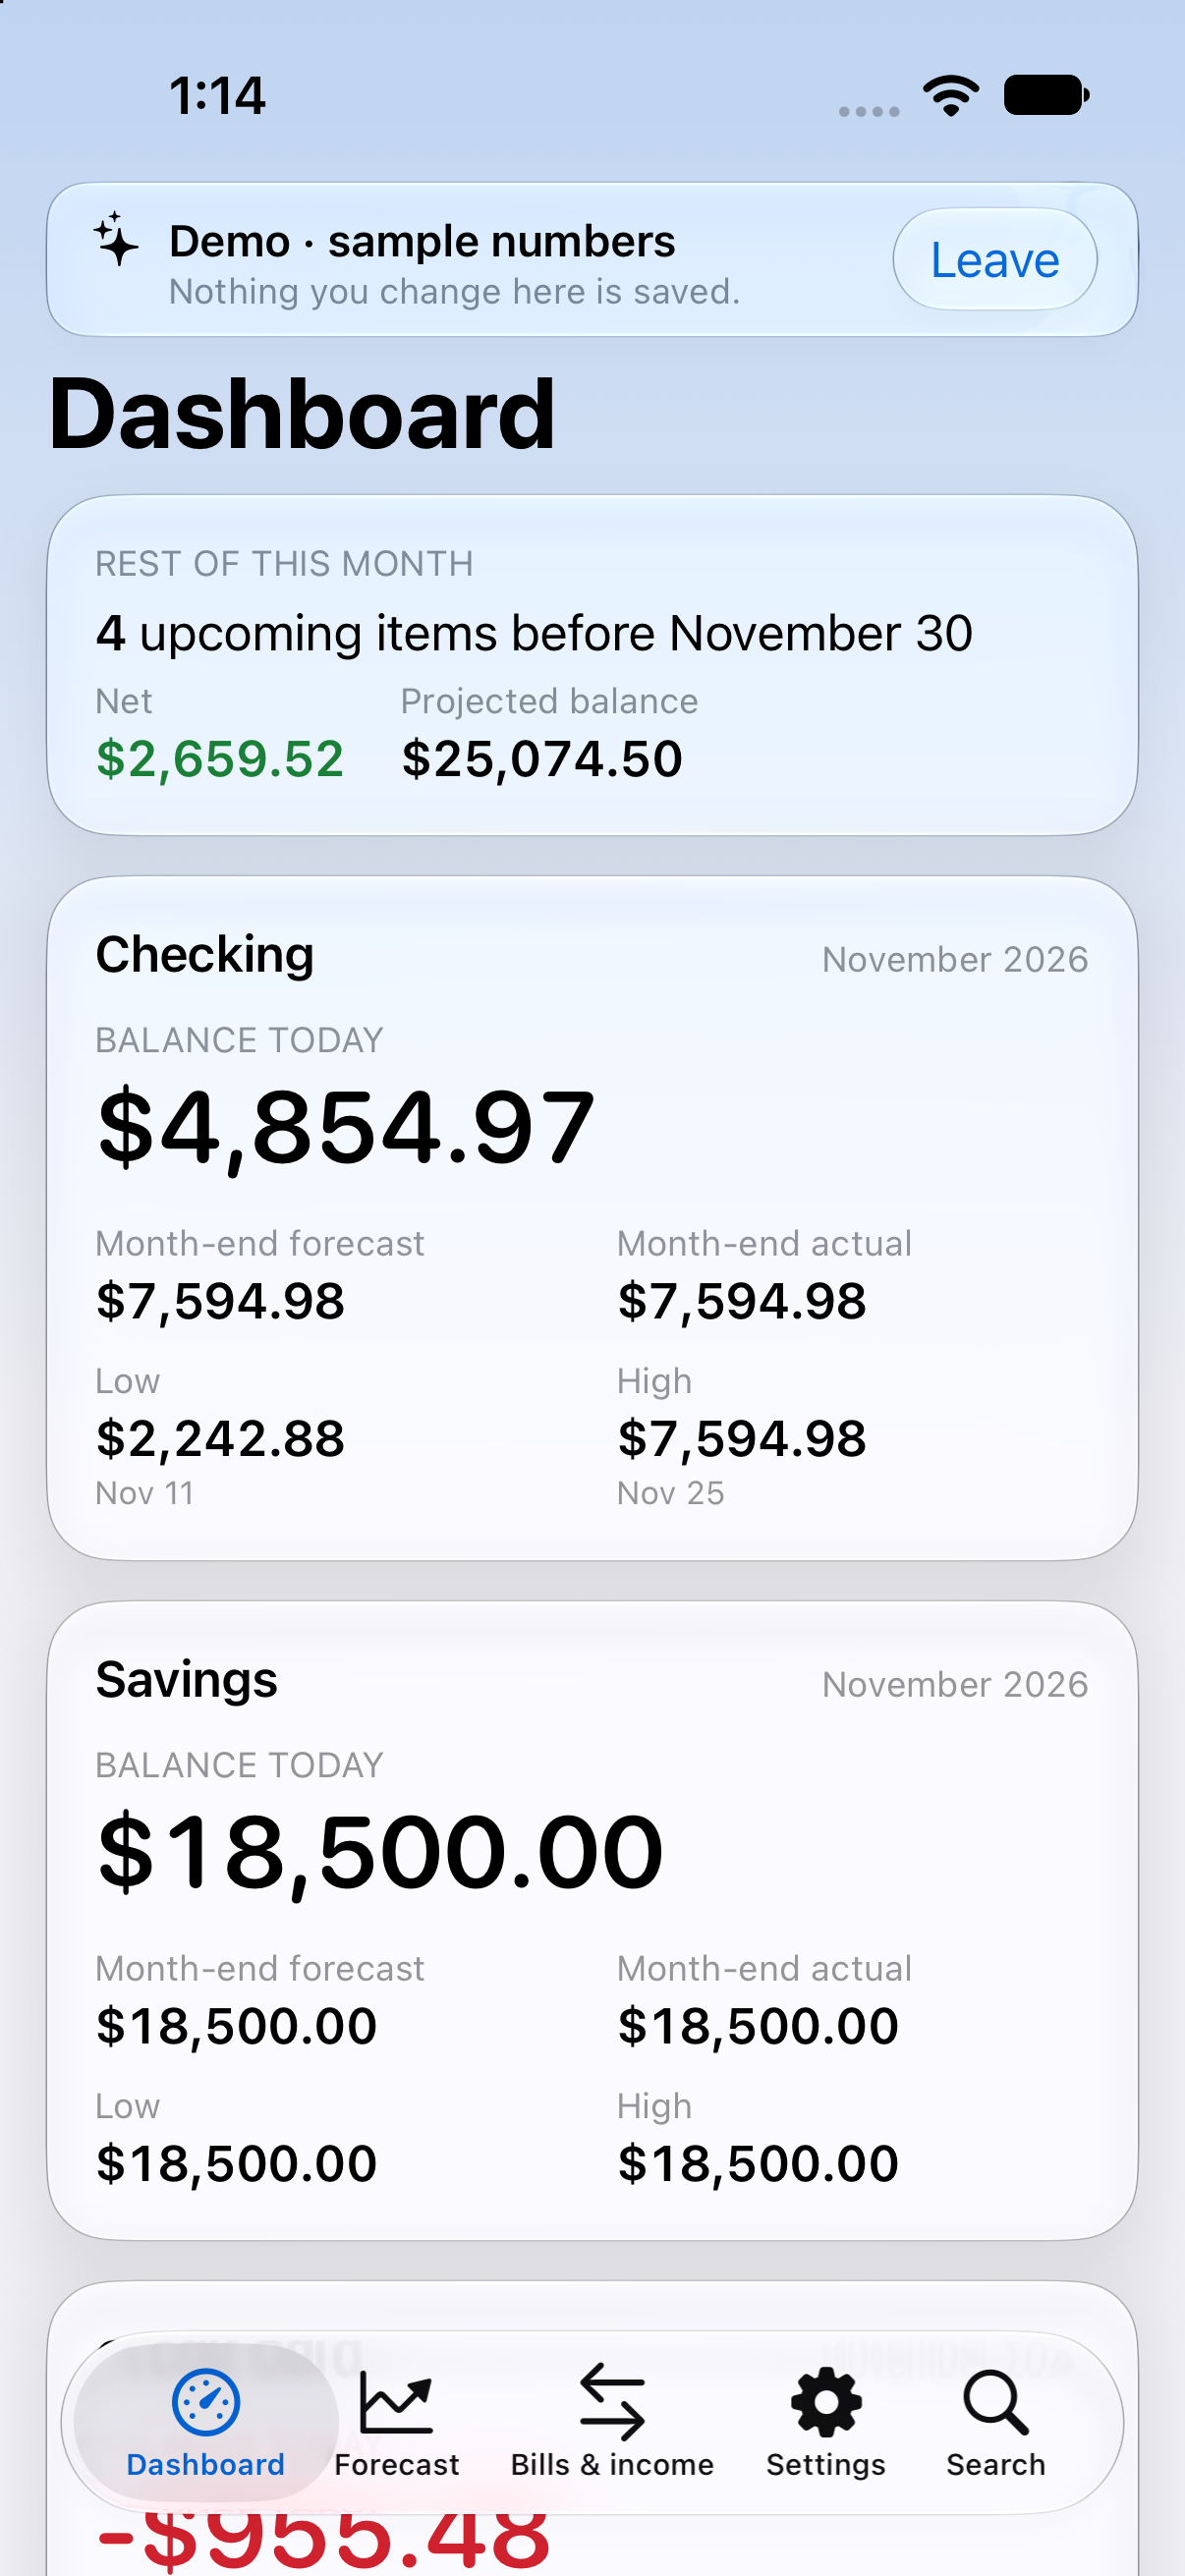 1:14
Demo · sample numbers
Nothing you change here is saved.
Leave
Dashboard
REST OF THIS MONTH
4 upcoming items before November 30
Net
Projected balance
$2,659.52
$25,074.50
Checking
November 2026
BALANCE TODAY
$4,854.97
Month-end forecast
Month-end actual
$7,594.98
$7,594.98
Low
High
$2,242.88
$7,594.98
Nov 11
Nov 25
Savings
November 2026
BALANCE TODAY
$18,500.00
Month-end forecast
Month-end actual
$18,500.00
$18,500.00
Low
High
$18,500.00
$18,500.00
Dashboard
Forecast
Bills & income
Settings
Search
-$955.48